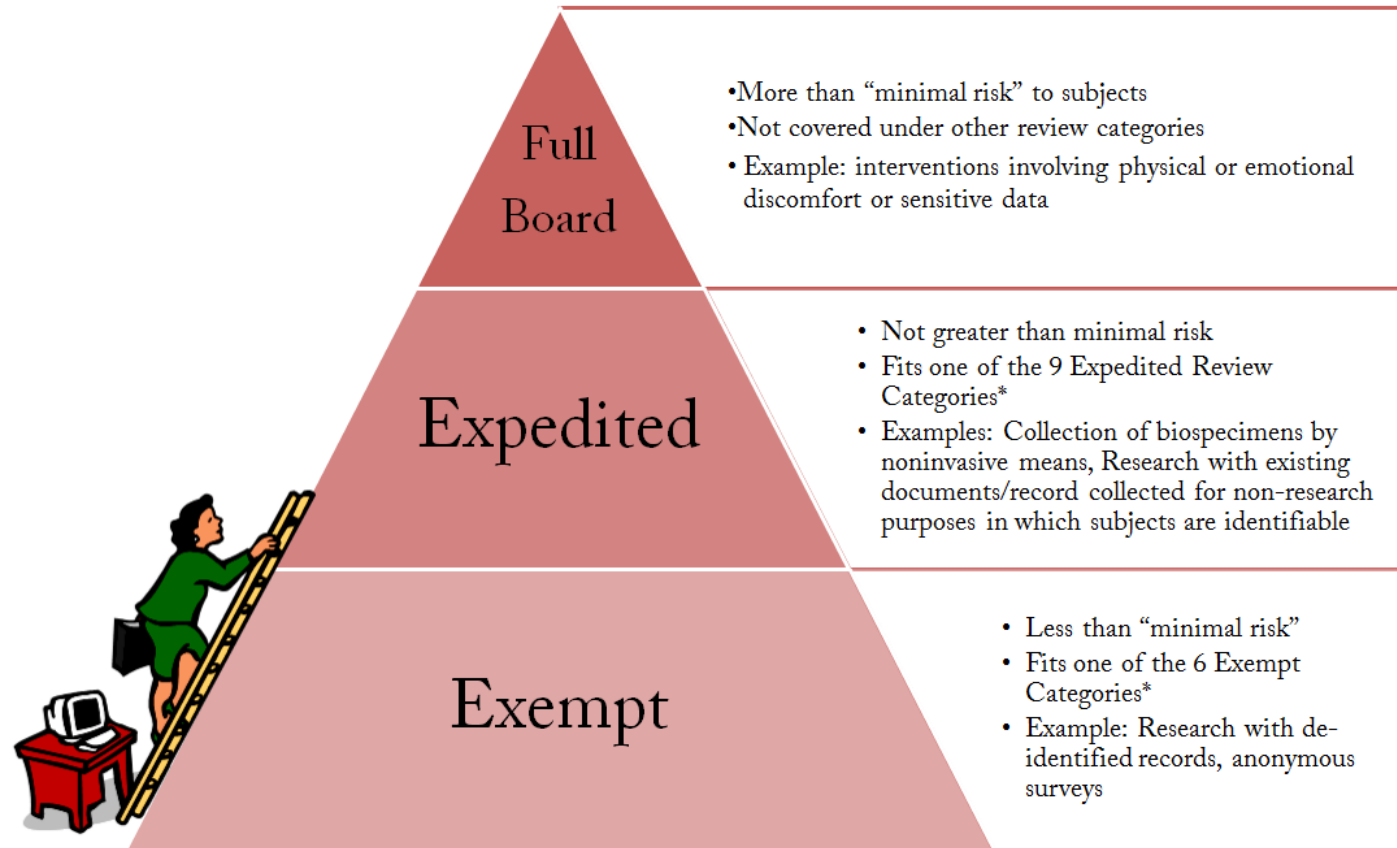 Full
Board
•More than “minimal risk” to subjects
•Not covered under other review categories
• Example: interventions involving physical or emotional
discomfort or sensitive data
Expedited
• Not greater than minimal risk
• Fits one of the 9 Expedited Review
Categories*
• Examples: Collection of biospecimens by
noninvasive means, Research with existing
documents/record collected for non-research
purposes in which subjects are identifiable
Exempt
• Less than “minimal risk”
• Fits one of the 6 Exempt
Categories*
• Example: Research with de-
identified records, anonymous
surveys